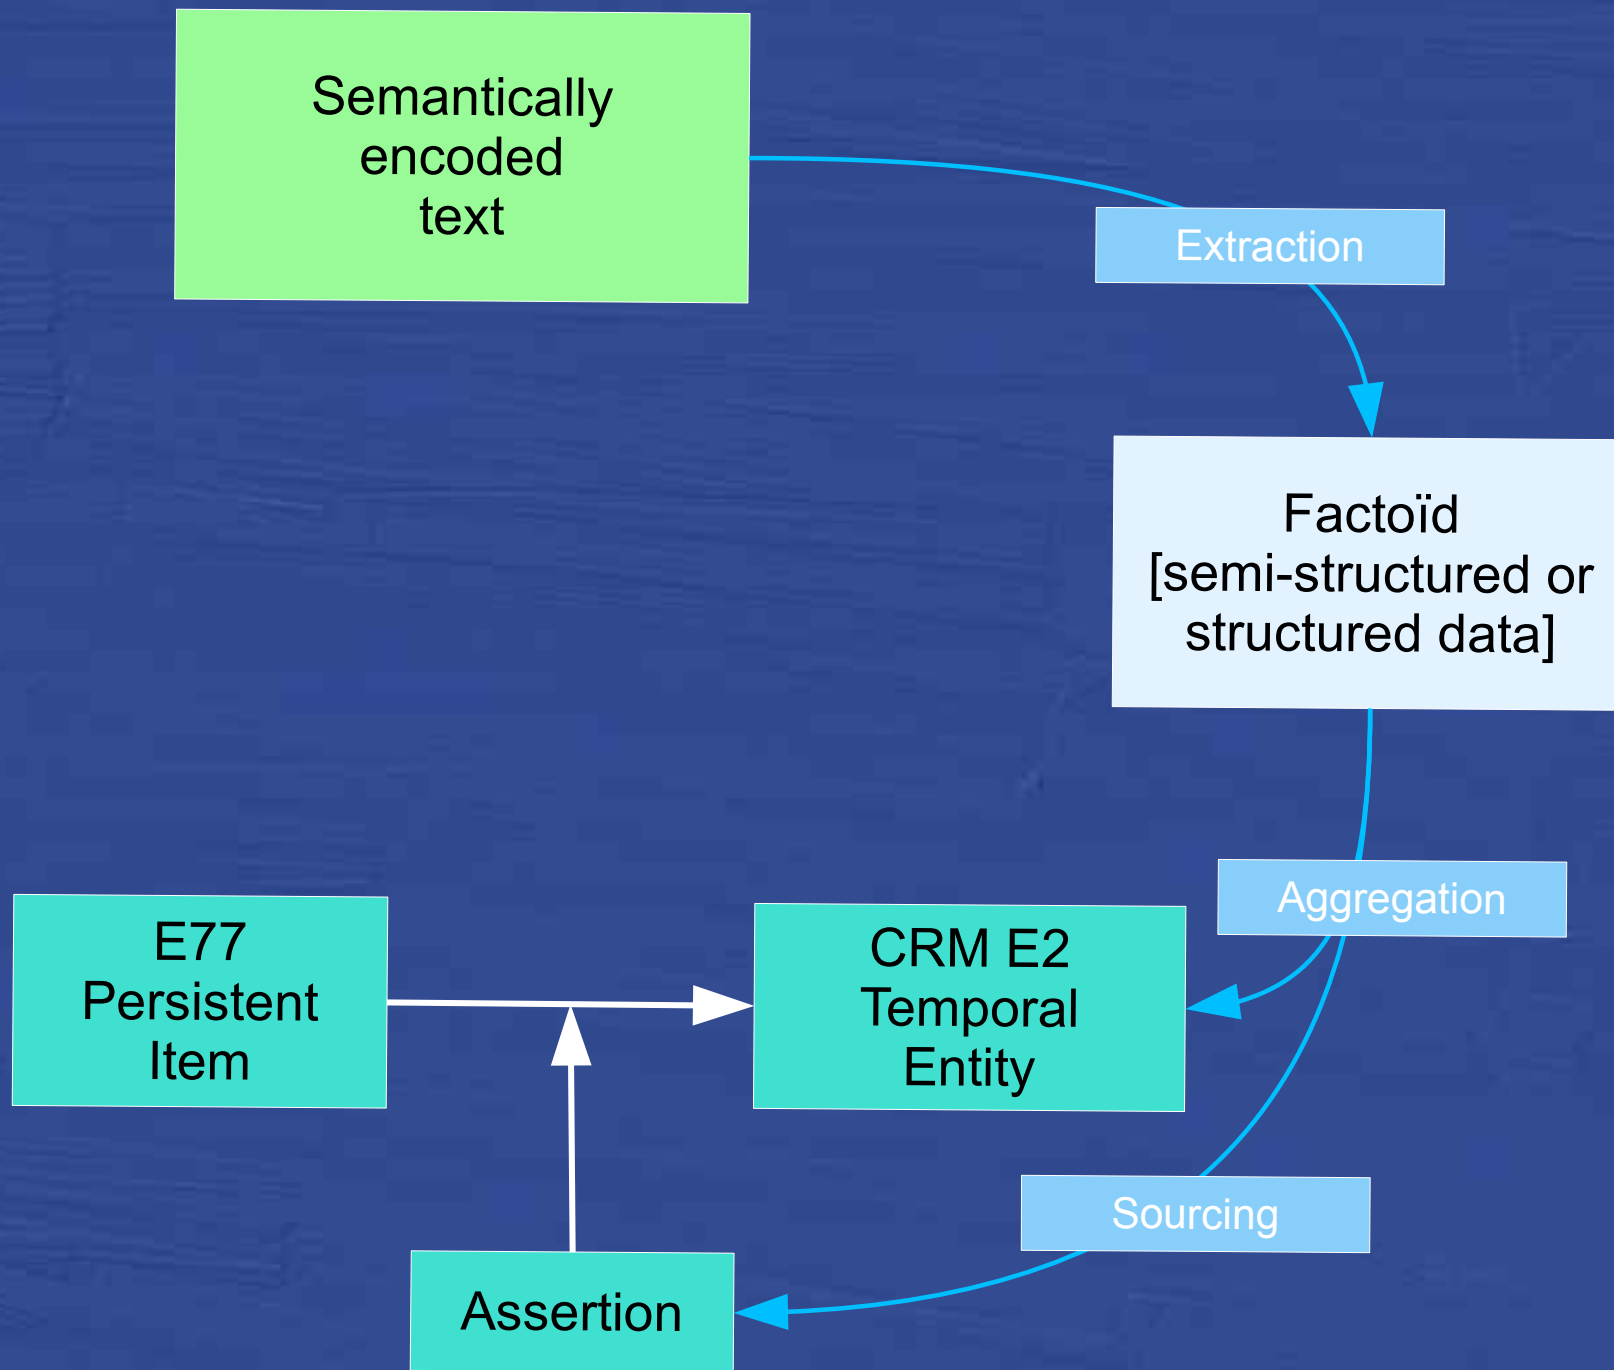 Semantically
encoded
text
Extraction
Factoïd
[semi-structured or
structured data]
Aggregation
E77
Persistent
Item
CRM E2
Temporal
Entity
Sourcing
Assertion